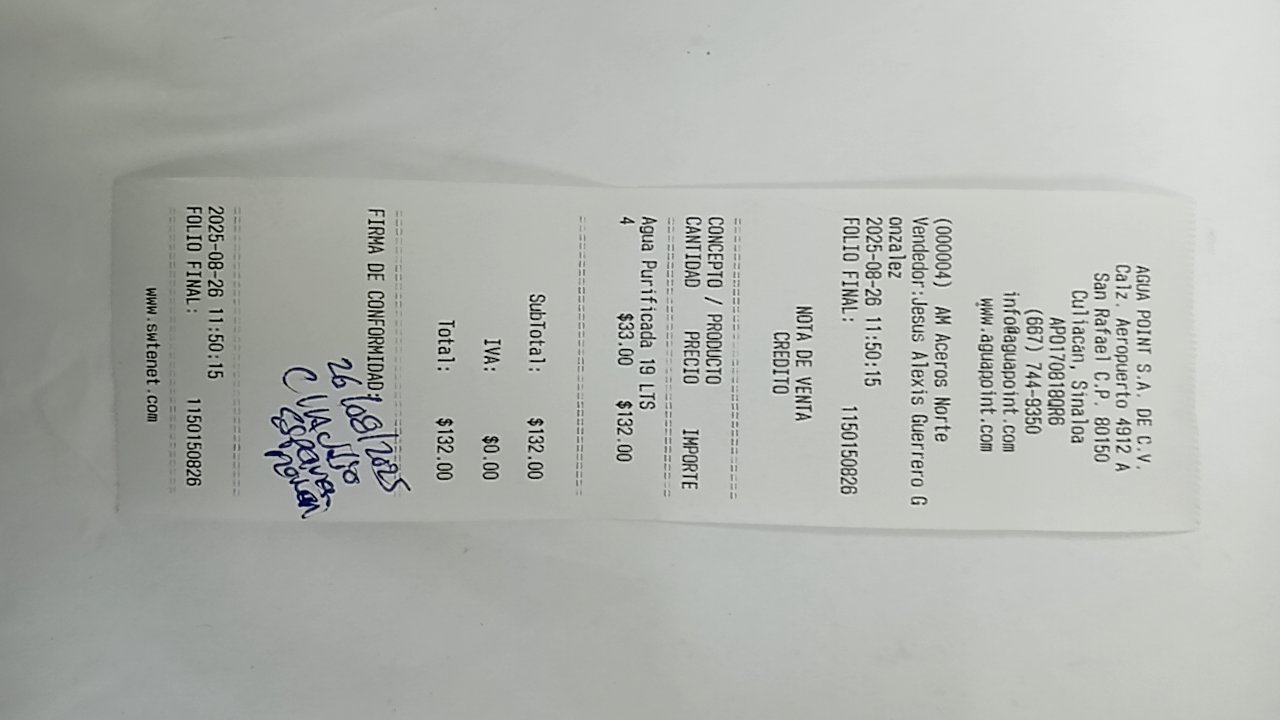 AGUA POINT S.A. DE C.V.
Calz. Aeropuerto 4912 A
San Rafael C.P. 80150
Culiacan, Sinaloa
APO170818QR6
(667) 744-9350
info@aguapoint.com
www.aguapoint.com
(000004) AM Aceros Norte
Vendedor:Jesus Alexis Guerrero G
onzalez
2025-08-26 11:50:15
FOLIO FINAL: 1150150826
NOTA DE VENTA
CREDITO
CONCEPTO / PRODUCTO
CANTIDAD PRECIO IMPORTE
Agua Purificada 19 LTS
4 $33.00 $132.00
SubTotal: $132.00
IVA: $0.00
Total: $132.00
FIRMA DE CONFORMIDAD:
26/08/2025
2025-08-26 11:50:15
FOLIO FINAL: 1150150826
www.swtenet.com